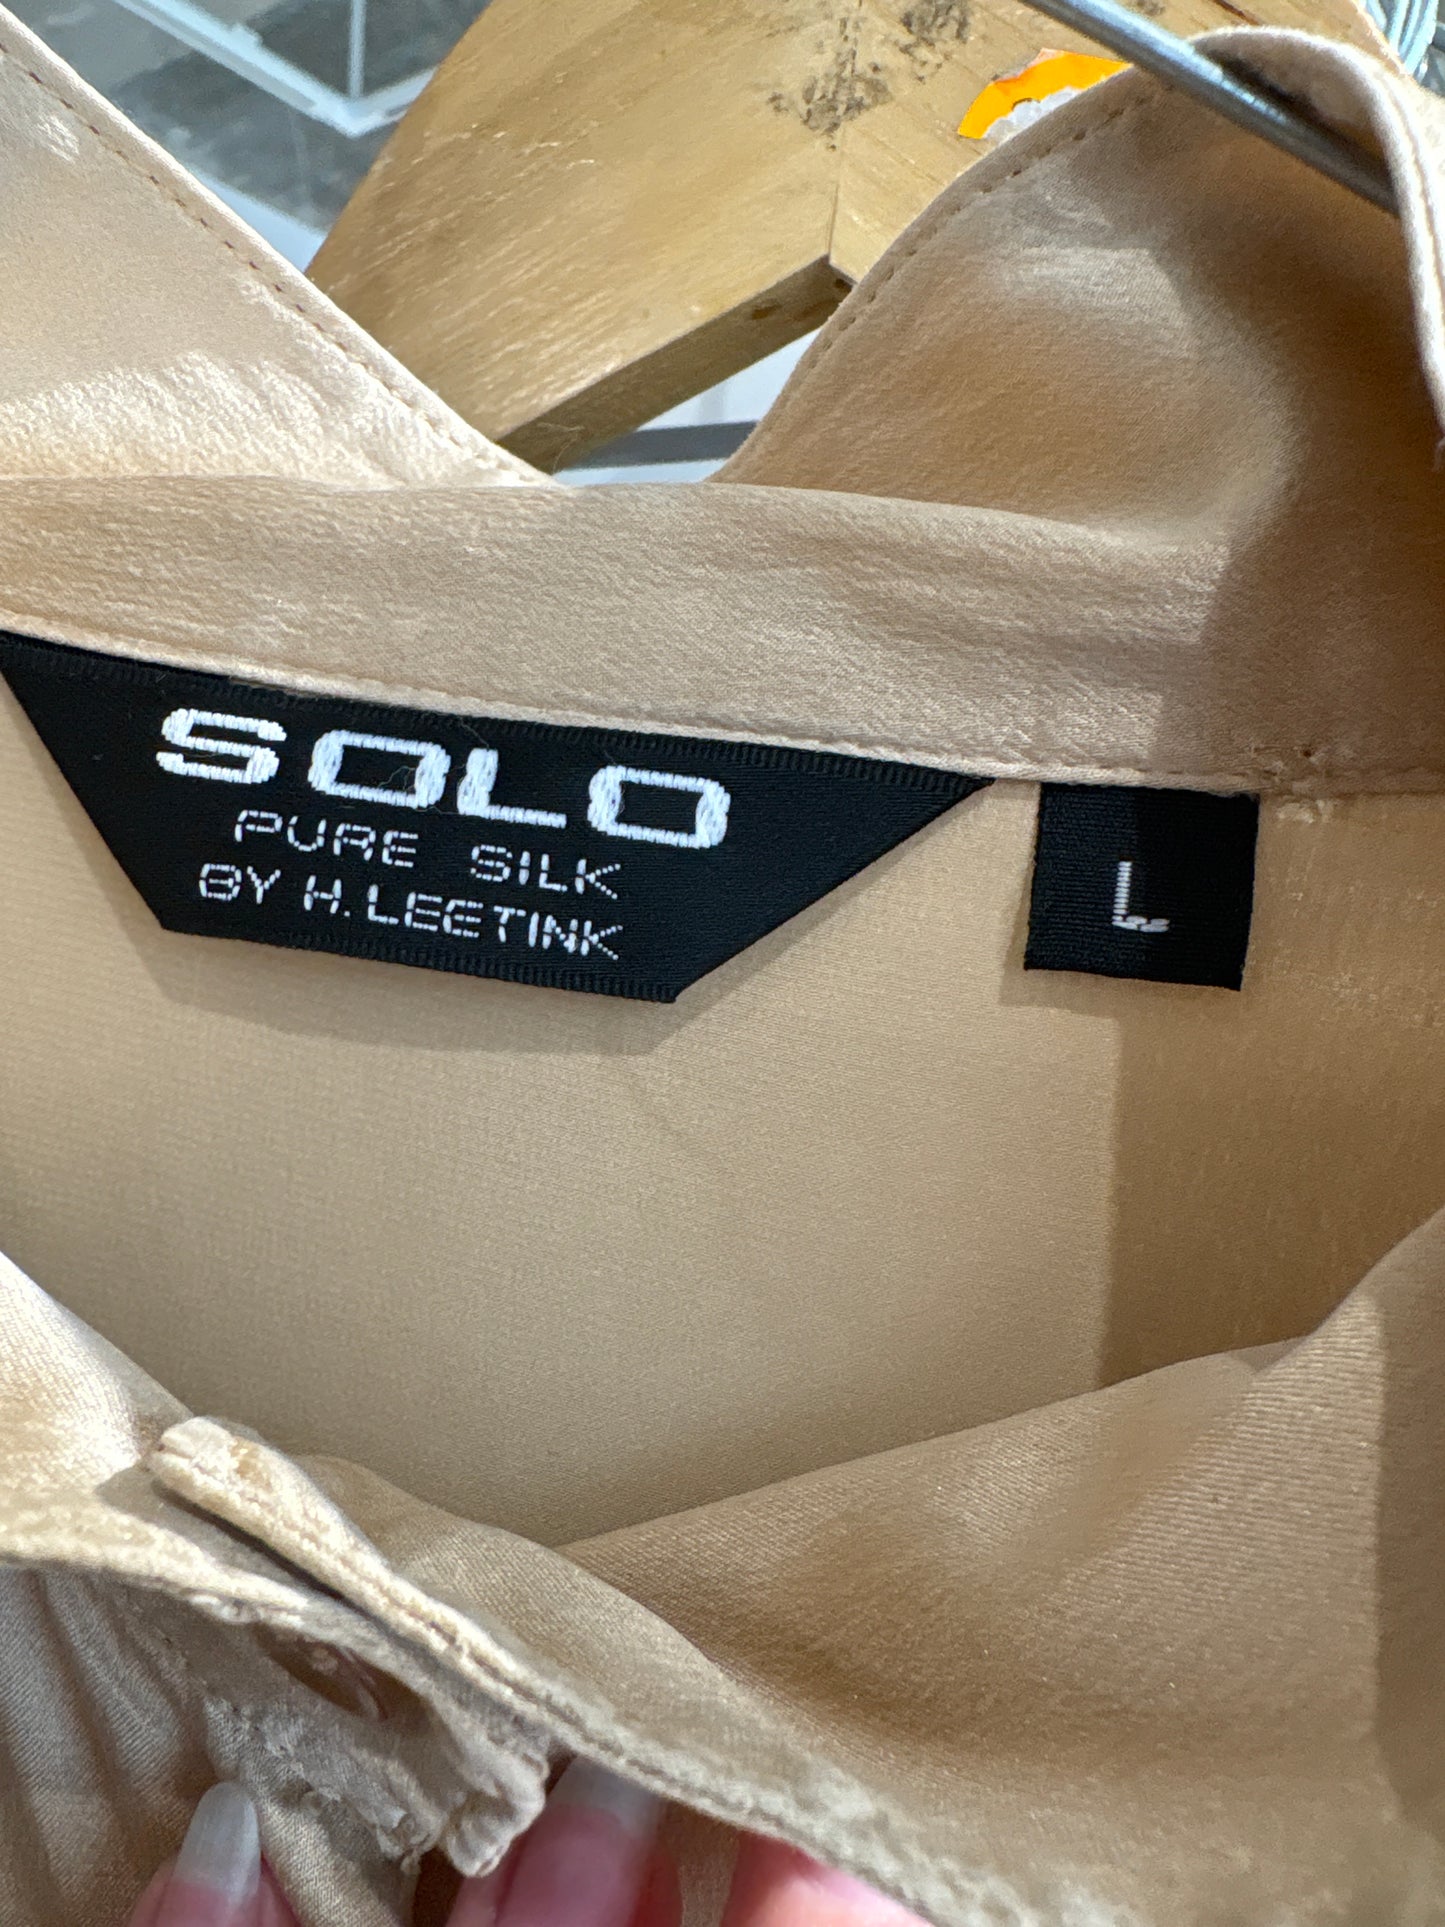 SOLO
PURE SILK
BY H. LEETINK
L